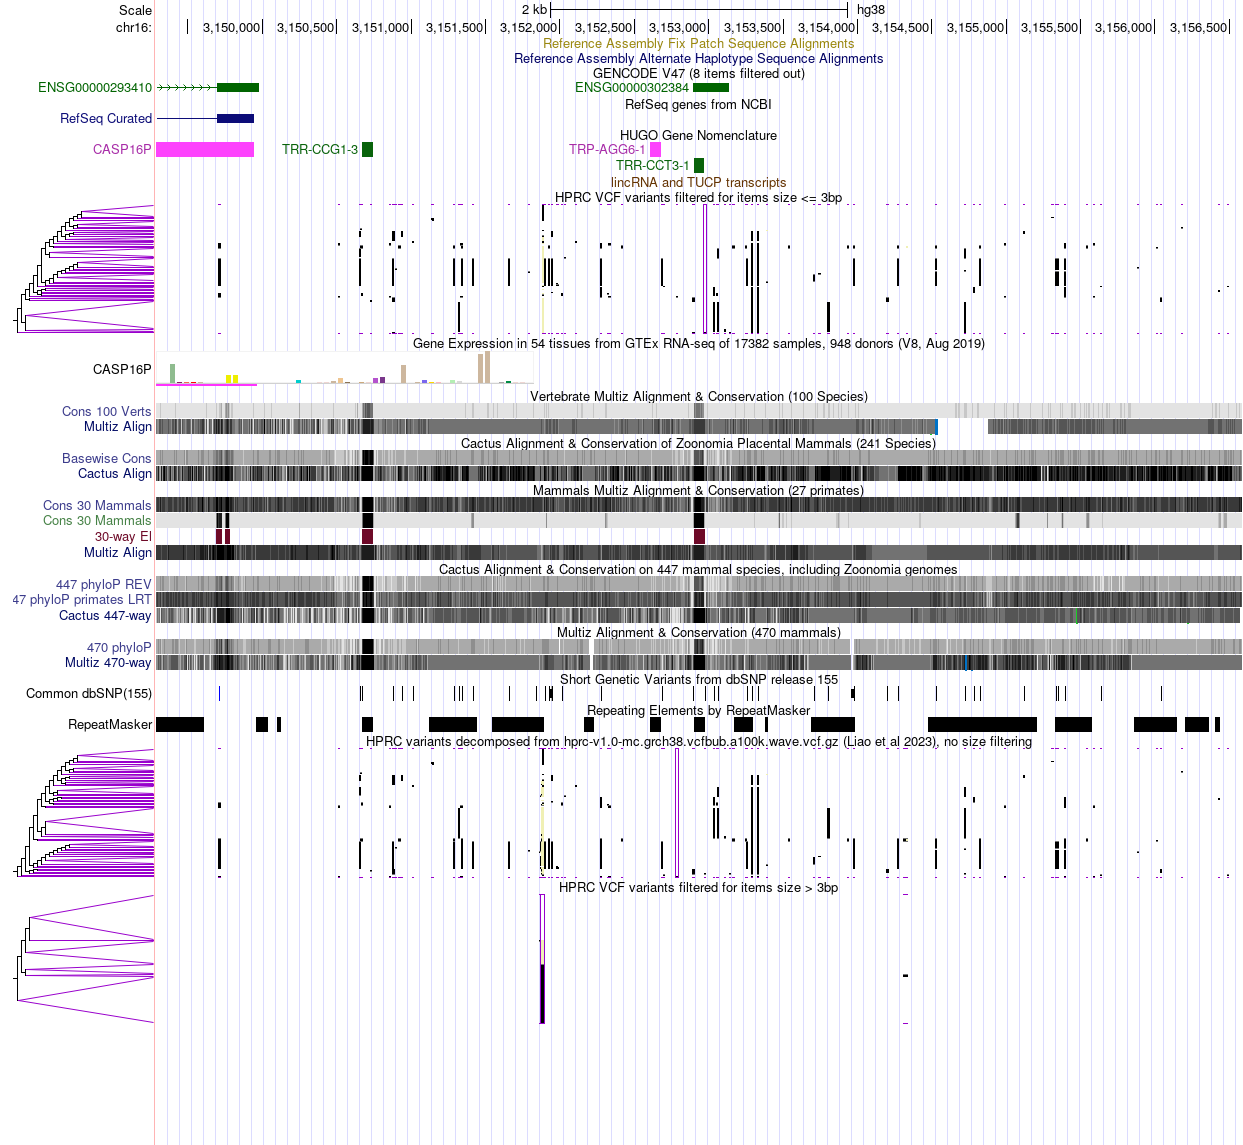 Scale 2 kb hg38
chr16: 3,150,000 3,150,500 3,151,000 3,151,500 3,152,000 3,152,500 3,153,000 3,153,500 3,154,000 3,154,500 3,155,000 3,155,500 3,156,000 3,156,500
Reference Assembly Fix Patch Sequence Alignments
Reference Assembly Alternate Haplotype Sequence Alignments
GENCODE V47 (8 items filtered out)
ENSG00000293410 ENSG00000302384
RefSeq genes from NCBI
RefSeq Curated
HUGO Gene Nomenclature
CASP16P TRR-CCG1-3 TRP-AGG6-1
TRR-CCT3-1
lincRNA and TUCP transcripts
HPRC VCF variants filtered for items size <= 3bp
Gene Expression in 54 tissues from GTEx RNA-seq of 17382 samples, 948 donors (V8, Aug 2019)
CASP16P
Vertebrate Multiz Alignment & Conservation (100 Species)
Cons 100 Verts
Multiz Align
Cactus Alignment & Conservation of Zoonomia Placental Mammals (241 Species)
Basewise Cons
Cactus Align
Mammals Multiz Alignment & Conservation (27 primates)
Cons 30 Mammals
Cons 30 Mammals
30-way El
Multiz Align
Cactus Alignment & Conservation on 447 mammal species, including Zoonomia genomes
447 phyloP REV
47 phyloP primates LRT
Cactus 447-way
Multiz Alignment & Conservation (470 mammals)
470 phyloP
Multiz 470-way
Short Genetic Variants from dbSNP release 155
Common dbSNP(155)
Repeating Elements by RepeatMasker
RepeatMasker
HPRC variants decomposed from hprc-v1.0-mc.grch38.vcfbub.a100k.wave.vcf.gz (Liao et al 2023), no size filtering
HPRC VCF variants filtered for items size > 3bp